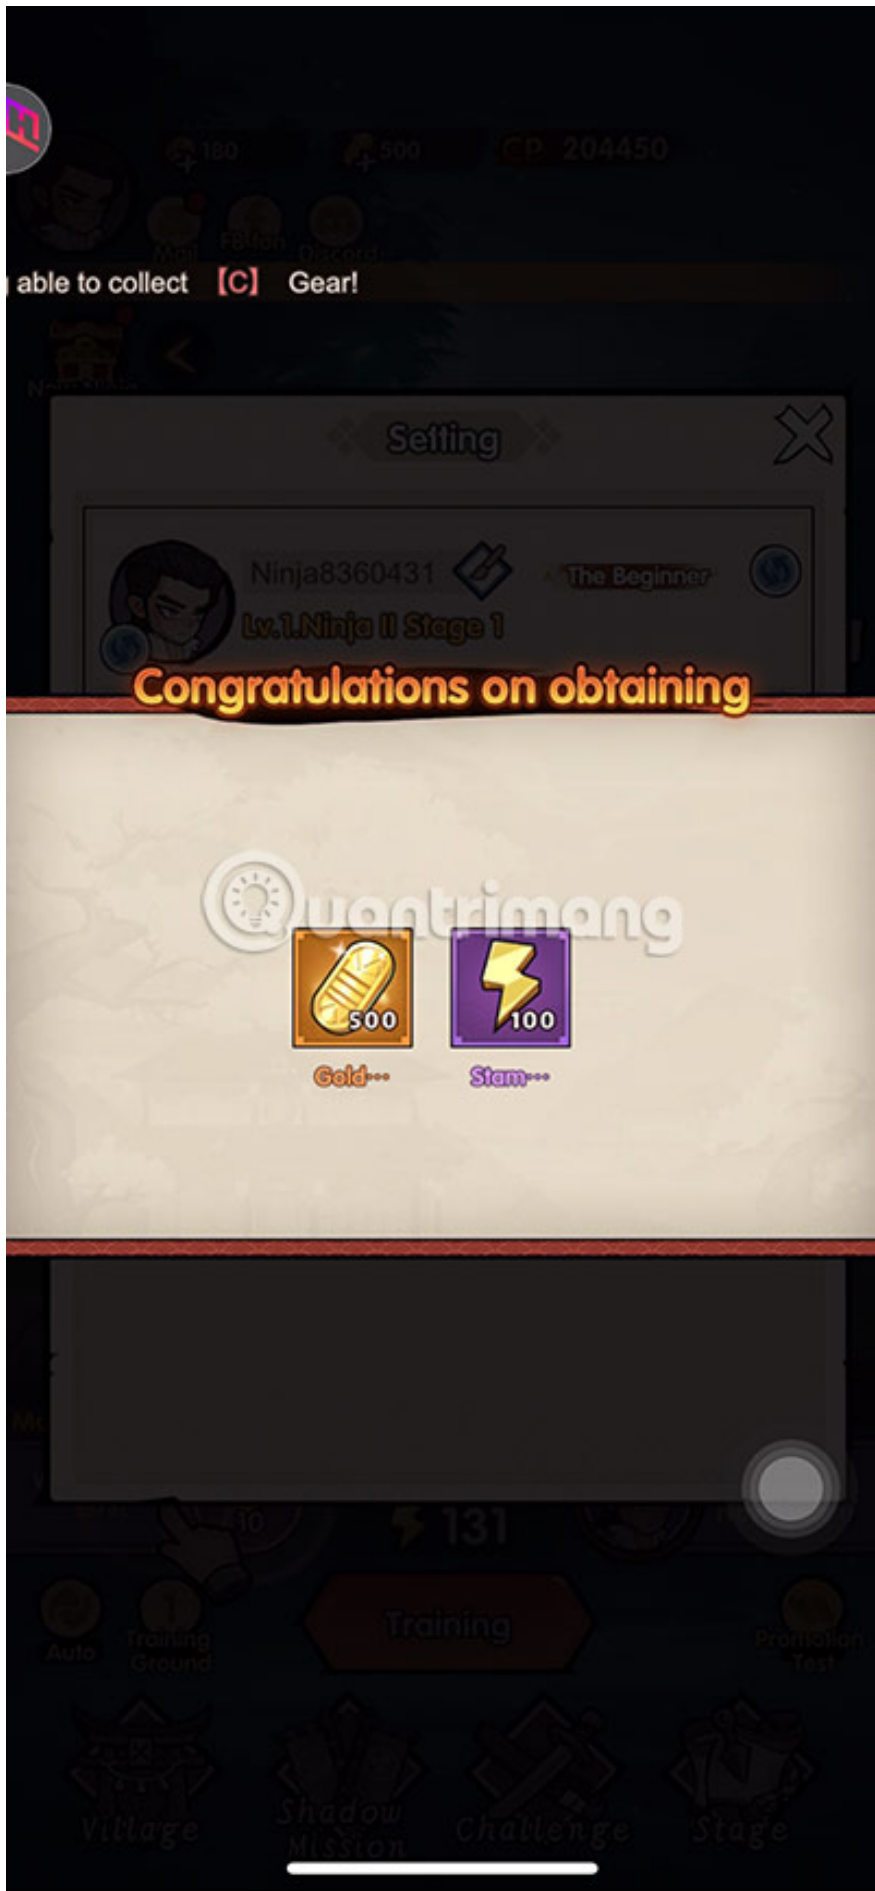 180
500
CP 204450
Mail
Discord
able to collect 【C】 Gear!
Setting
Ninja8360431
The Beginner
Lv.1.Ninja II Stage 1
Congratulations on obtaining
Quantrimang
500
100
Gold···
Stam···
10
131
Auto
Training Ground
Training
Promotion Test
Village
Shadow Mission
Challenge
Stage